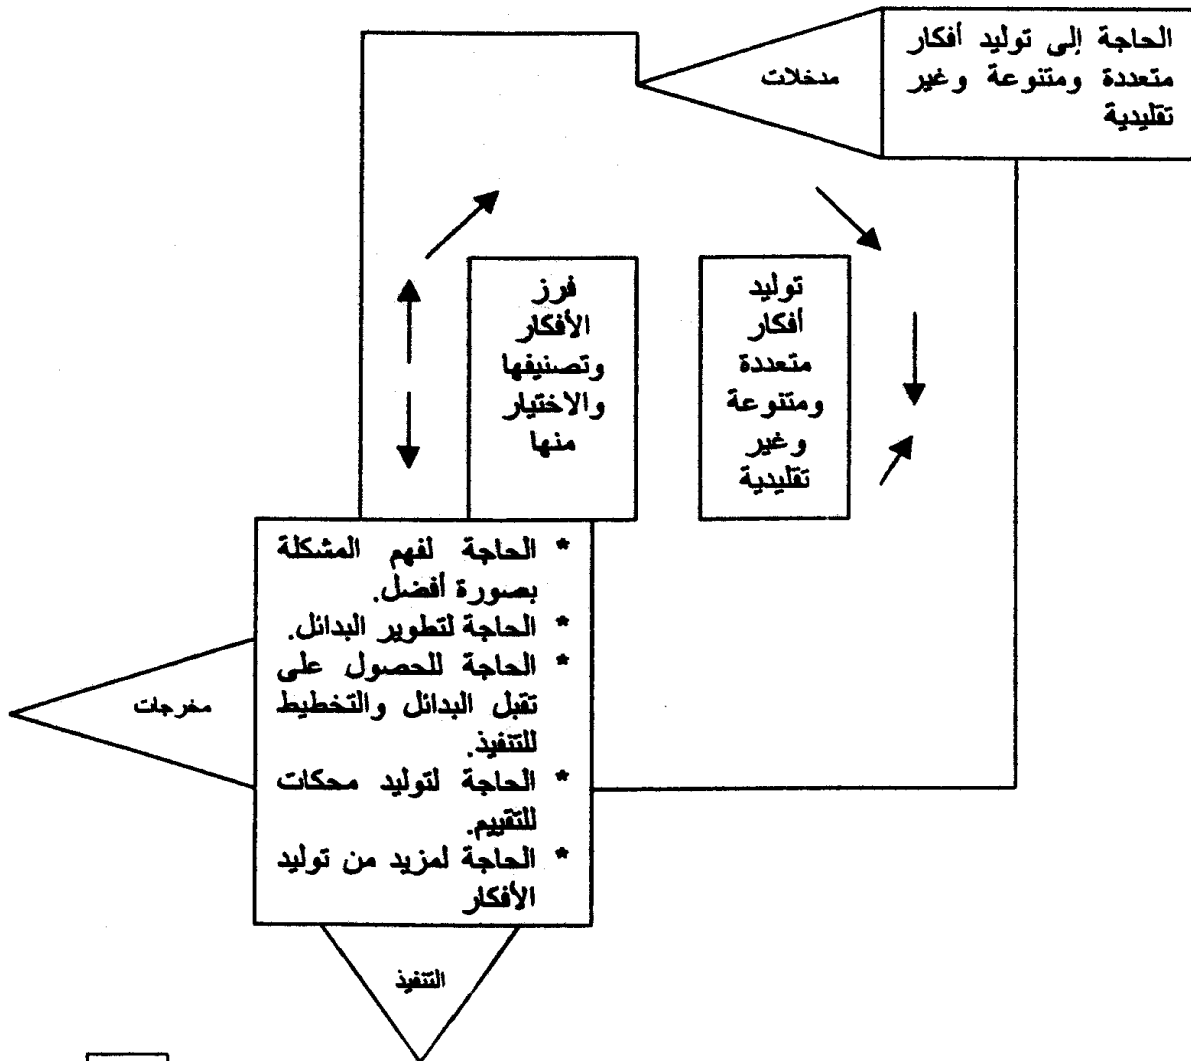 الحاجة إلى توليد أفكار
متعددة ومتنوعة وغير
تقليدية
مدخلات
توليد
أفكار
متعددة
ومتنوعة
وغير
تقليدية
فرز
الأفكار
وتصنيفها
والاختيار
منها
* الحاجة لفهم المشكلة
بصورة أفضل.
* الحاجة لتطوير البدائل.
* الحاجة للحصول على
تقبل البدائل والتخطيط
للتنفيذ.
* الحاجة لتوليد محكات
للتقييم.
* الحاجة لمزيد من توليد
الأفكار
مخرجات
التنفيذ